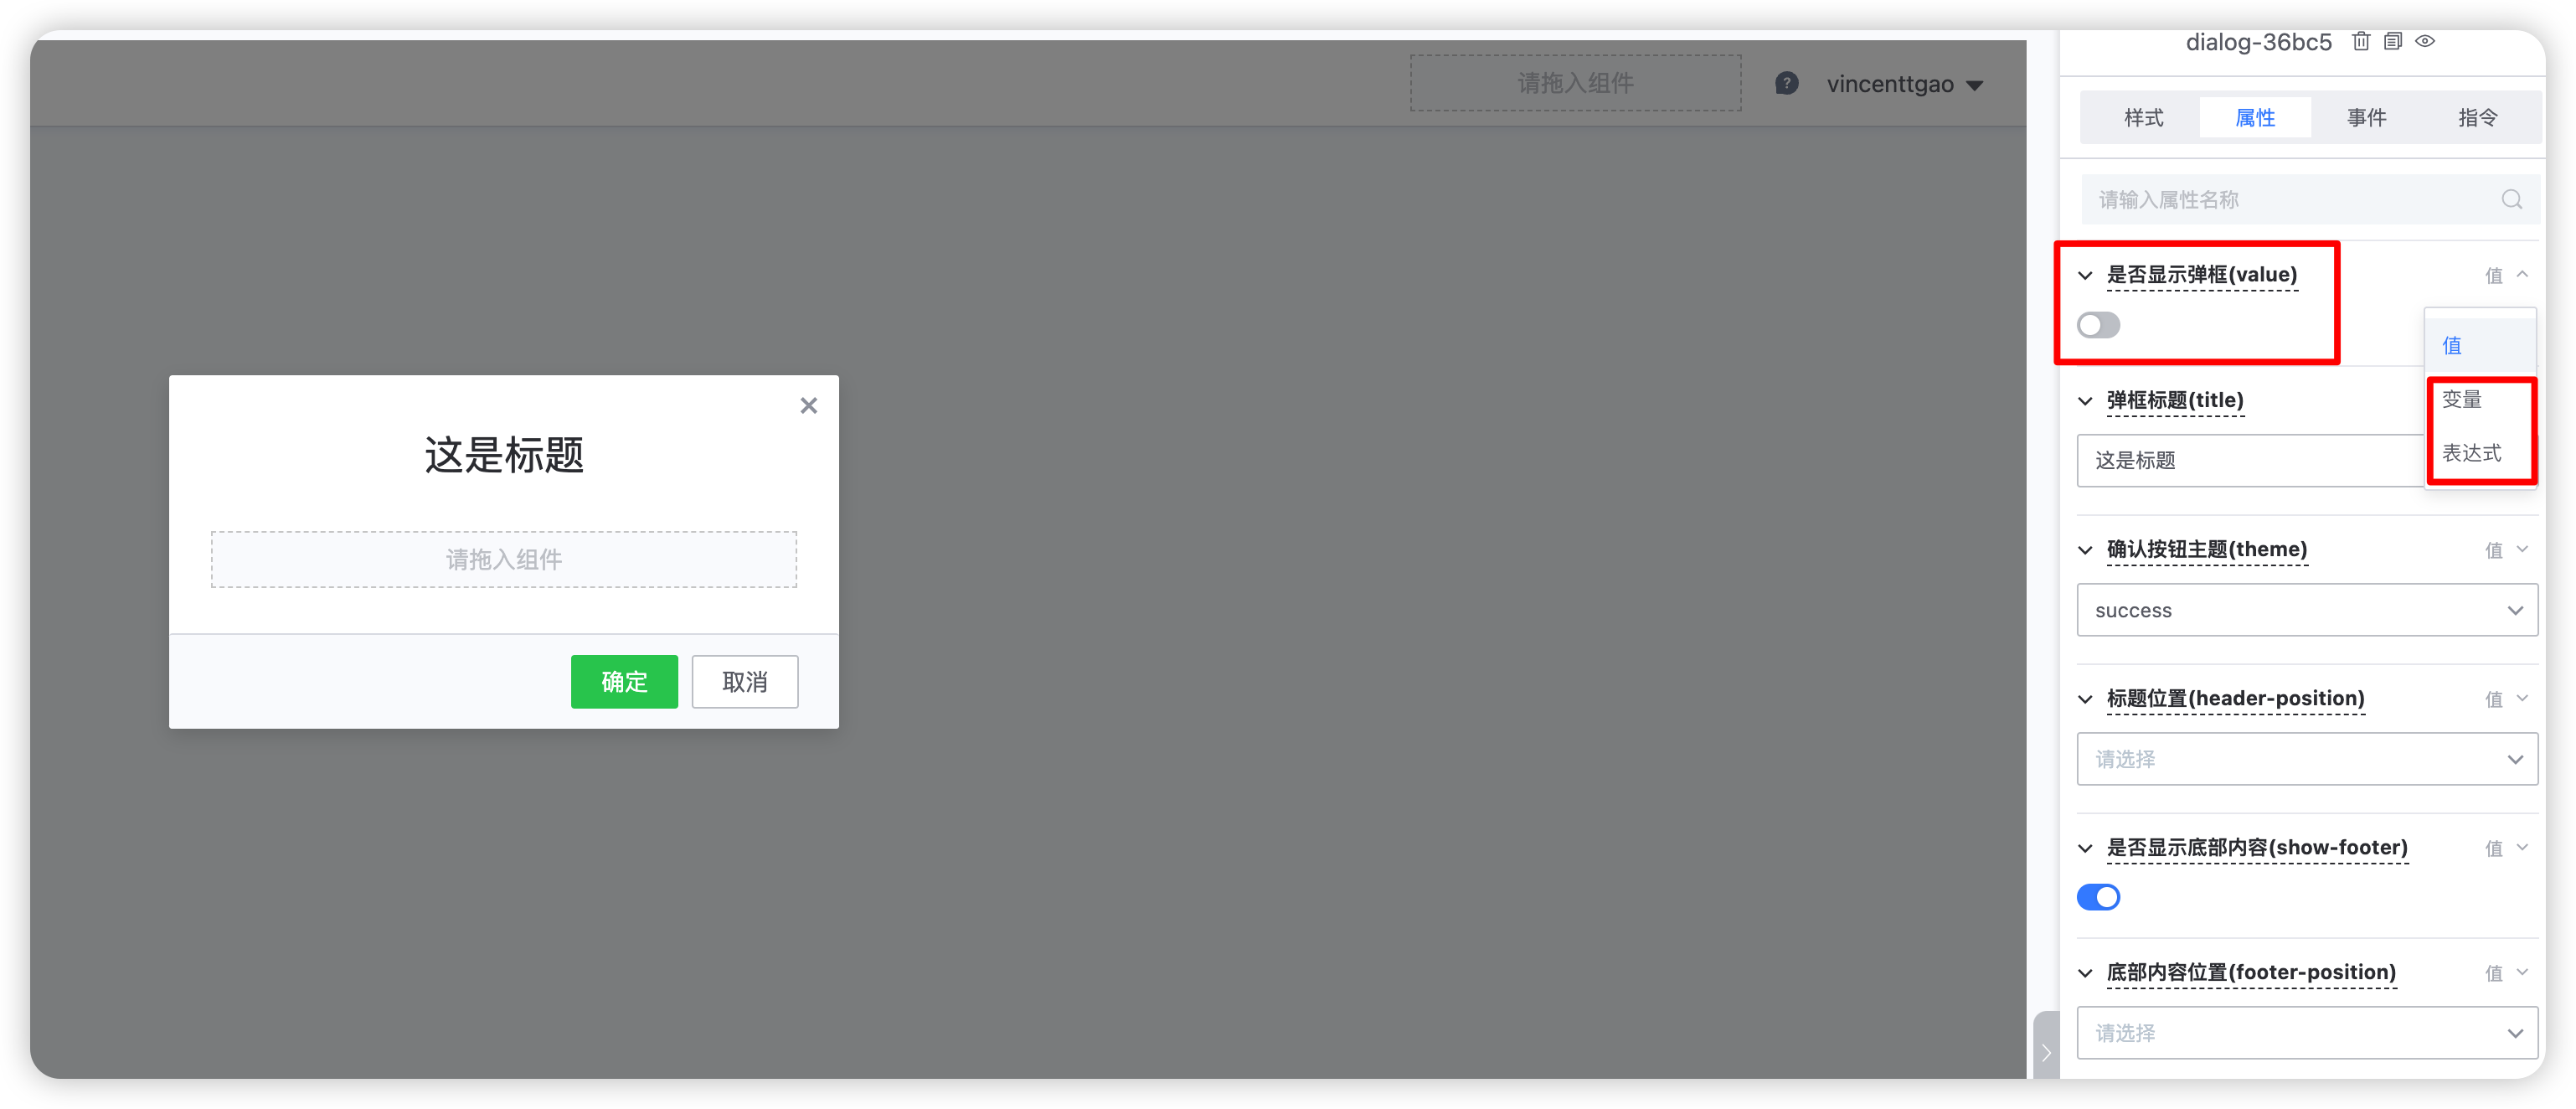 请拖入组件
vincenttgao
这是标题
请拖入组件
确定
取消
dialog-36bc5
样式 属性 事件 指令
请输入属性名称
是否显示弹框(value) 值
值
变量
表达式
弹框标题(title)
这是标题
确认按钮主题(theme) 值
success
标题位置(header-position) 值
请选择
是否显示底部内容(show-footer) 值
底部内容位置(footer-position) 值
请选择